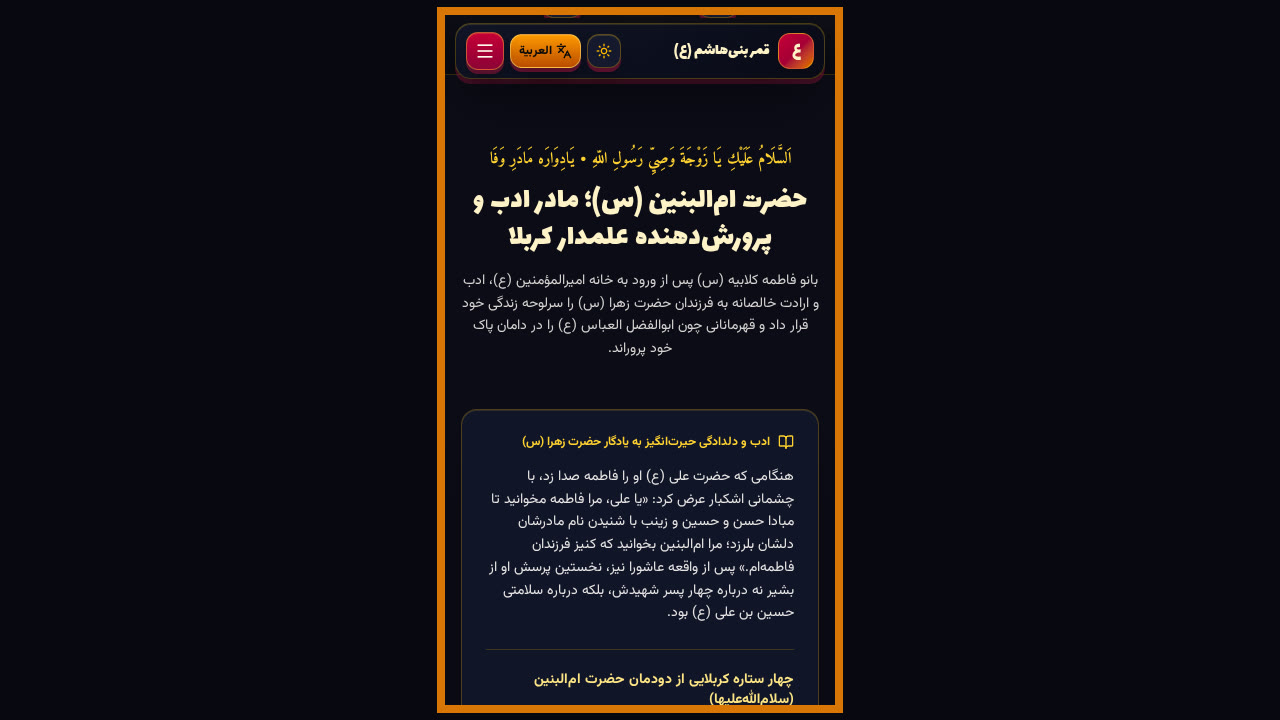 ع
قمر بنی‌هاشم (ع)
العربية
اَلسَّلَامُ عَلَیْكِ یَا زَوْجَةَ وَصِيِّ رَسُولِ اللّٰهِ • یَادِوَارَه مَادَرِ وَفَا
حضرت ام‌البنین (س)؛ مادر ادب و
پرورش‌دهنده علمدار کربلا
بانو فاطمه کلابیه (س) پس از ورود به خانه امیرالمؤمنین (ع)، ادب
و ارادت خالصانه به فرزندان حضرت زهرا (س) را سرلوحه زندگی خود
قرار داد و قهرمانانی چون ابوالفضل العباس (ع) را در دامان پاک
خود پروراند.
ادب و دلدادگی حیرت‌انگیز به یادگار حضرت زهرا (س)
هنگامی که حضرت علی (ع) او را فاطمه صدا زد، با
چشمانی اشکبار عرض کرد: «یا علی، مرا فاطمه مخوانید تا
مبادا حسن و حسین و زینب با شنیدن نام مادرشان
دلشان بلرزد؛ مرا ام‌البنین بخوانید که کنیز فرزندان
فاطمه‌ام.» پس از واقعه عاشورا نیز، نخستین پرسش او از
بشیر نه درباره چهار پسر شهیدش، بلکه درباره سلامتی
حسین بن علی (ع) بود.
چهار ستاره کربلایی از دودمان حضرت ام‌البنین
(سلام‌الله‌علیها)